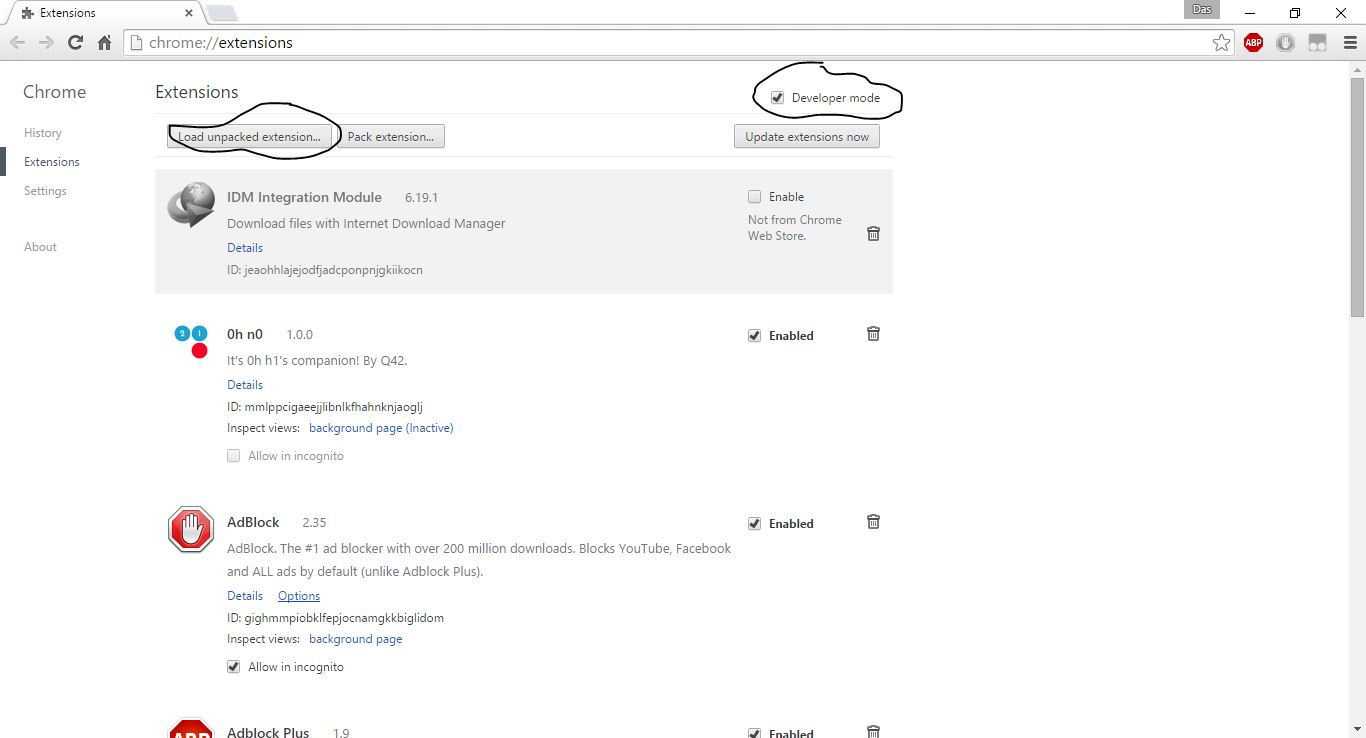 Extensions
Das
chrome://extensions
ABP
Chrome
Extensions
Developer mode
History
Extensions
Settings
About
Load unpacked extension...
Pack extension...
Update extensions now
IDM Integration Module 6.19.1
Enable
Download files with Internet Download Manager
Not from Chrome
Web Store.
Details
ID: jeaohhlajejodfjadcponpnjgkiikocn
2 1
0h n0 1.0.0
Enabled
It's 0h h1's companion! By Q42.
Details
ID: mmlppcigaeejjlibnlkfhahnknjaoglj
Inspect views: background page (Inactive)
Allow in incognito
AdBlock 2.35
Enabled
AdBlock. The #1 ad blocker with over 200 million downloads. Blocks YouTube, Facebook
and ALL ads by default (unlike Adblock Plus).
Details Options
ID: gighmmpiobklfepjocnamgkkbiglidom
Inspect views: background page
Allow in incognito
ABP
Adblock Plus 1.9
Enabled